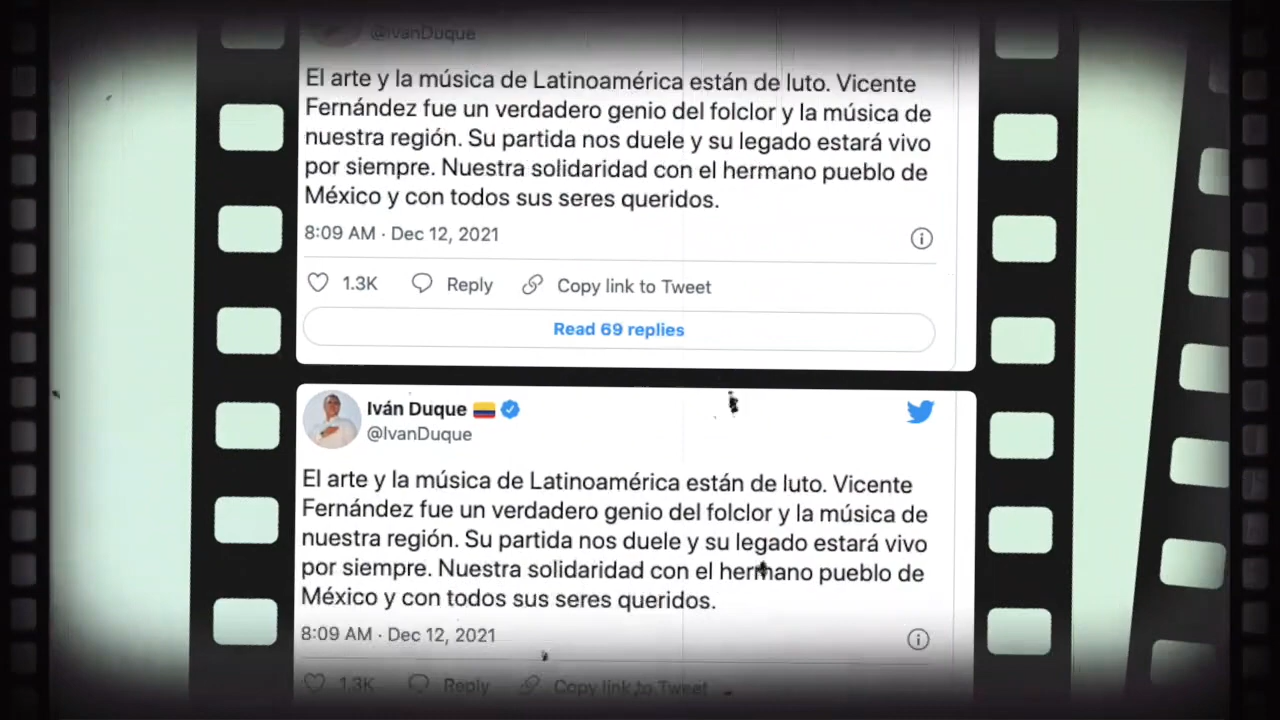 @IvanDuque
El arte y la música de Latinoamérica están de luto. Vicente
Fernández fue un verdadero genio del folclor y la música de
nuestra región. Su partida nos duele y su legado estará vivo
por siempre. Nuestra solidaridad con el hermano pueblo de
México y con todos sus seres queridos.
8:09 AM · Dec 12, 2021
1.3K Reply Copy link to Tweet
Read 69 replies
Iván Duque
@IvanDuque
El arte y la música de Latinoamérica están de luto. Vicente
Fernández fue un verdadero genio del folclor y la música de
nuestra región. Su partida nos duele y su legado estará vivo
por siempre. Nuestra solidaridad con el hermano pueblo de
México y con todos sus seres queridos.
8:09 AM · Dec 12, 2021
1.3K Reply Copy link to Tweet